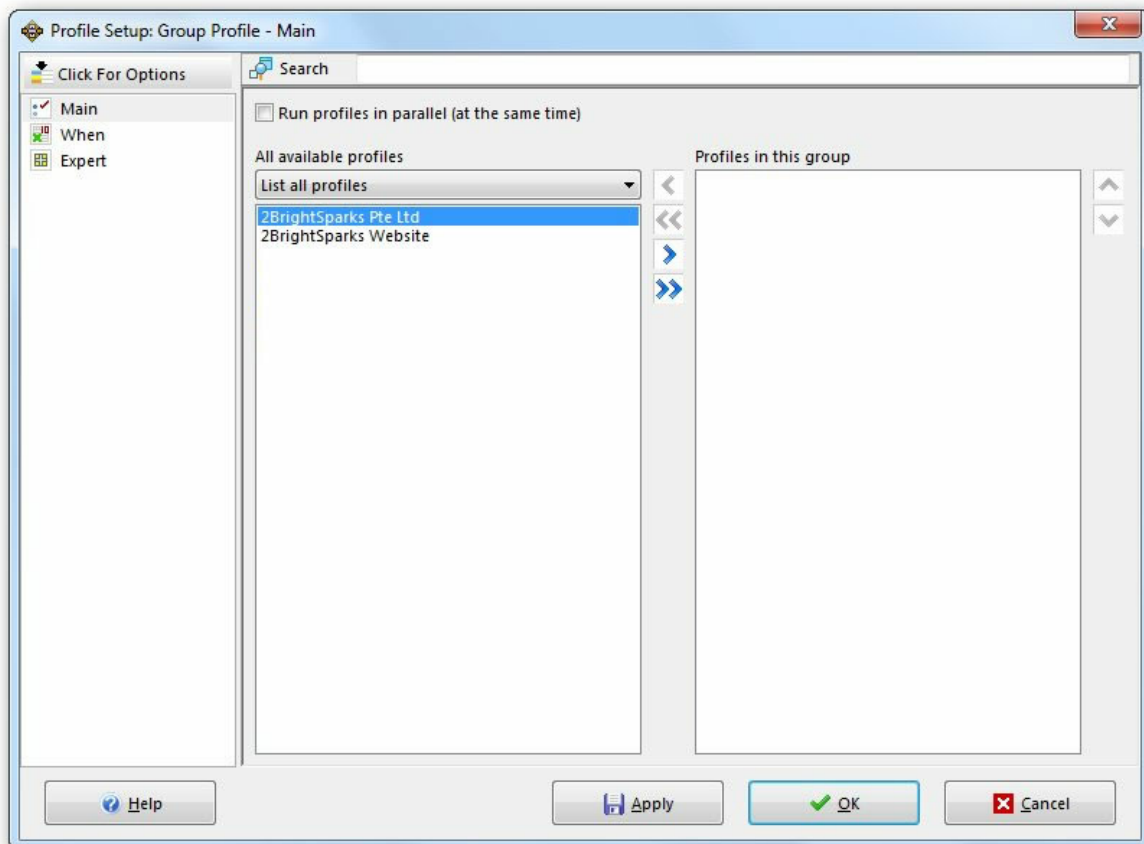 Profile Setup: Group Profile - Main
Click For Options
Search
Main
When
Expert
Run profiles in parallel (at the same time)
All available profiles
Profiles in this group
List all profiles
2BrightSparks Pte Ltd
2BrightSparks Website
Help
Apply
OK
Cancel